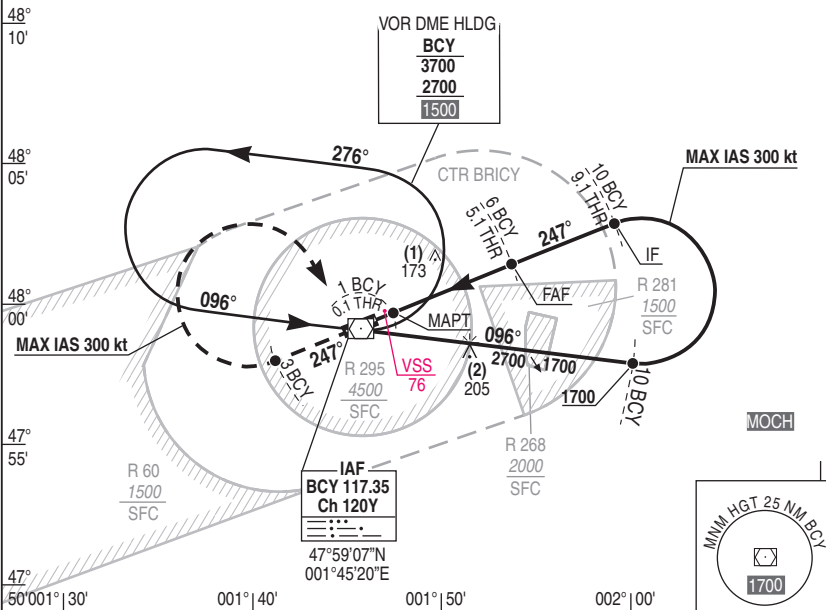 48°
10'
VOR DME HLDG
BCY
3700
2700
1500
48°
05'
276°
CTR BRICY
MAX IAS 300 kt
10 BCY
9.1 THR
6 BCY
5.1 THR
247°
IF
(1)
173
FAF
R 281
1500
SFC
48°
00'
096°
1 BCY
0.1 THR
MAPT
MAX IAS 300 kt
247°
3 BCY
VSS
76
096°
2700
1700
(2)
205
1700
10 BCY
R 295
4500
SFC
MOCH
47°
55'
R 268
2000
SFC
R 60
1500
SFC
IAF
BCY 117.35
Ch 120Y
47°59'07"N
001°45'20"E
MNM HGT 25 NM BCY
1700
47°
50'
001°30'
001°40'
001°50'
002°00'